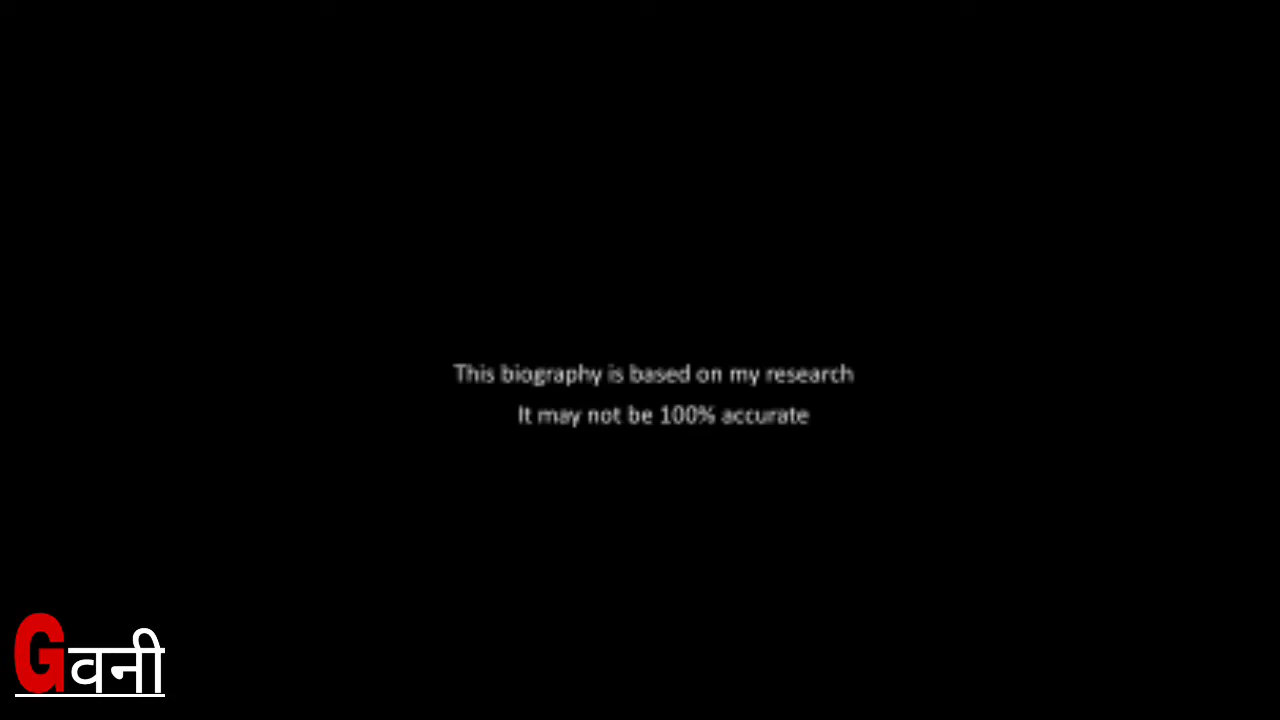 This biography is based on my research
It may not be 100% accurate
Gवनी